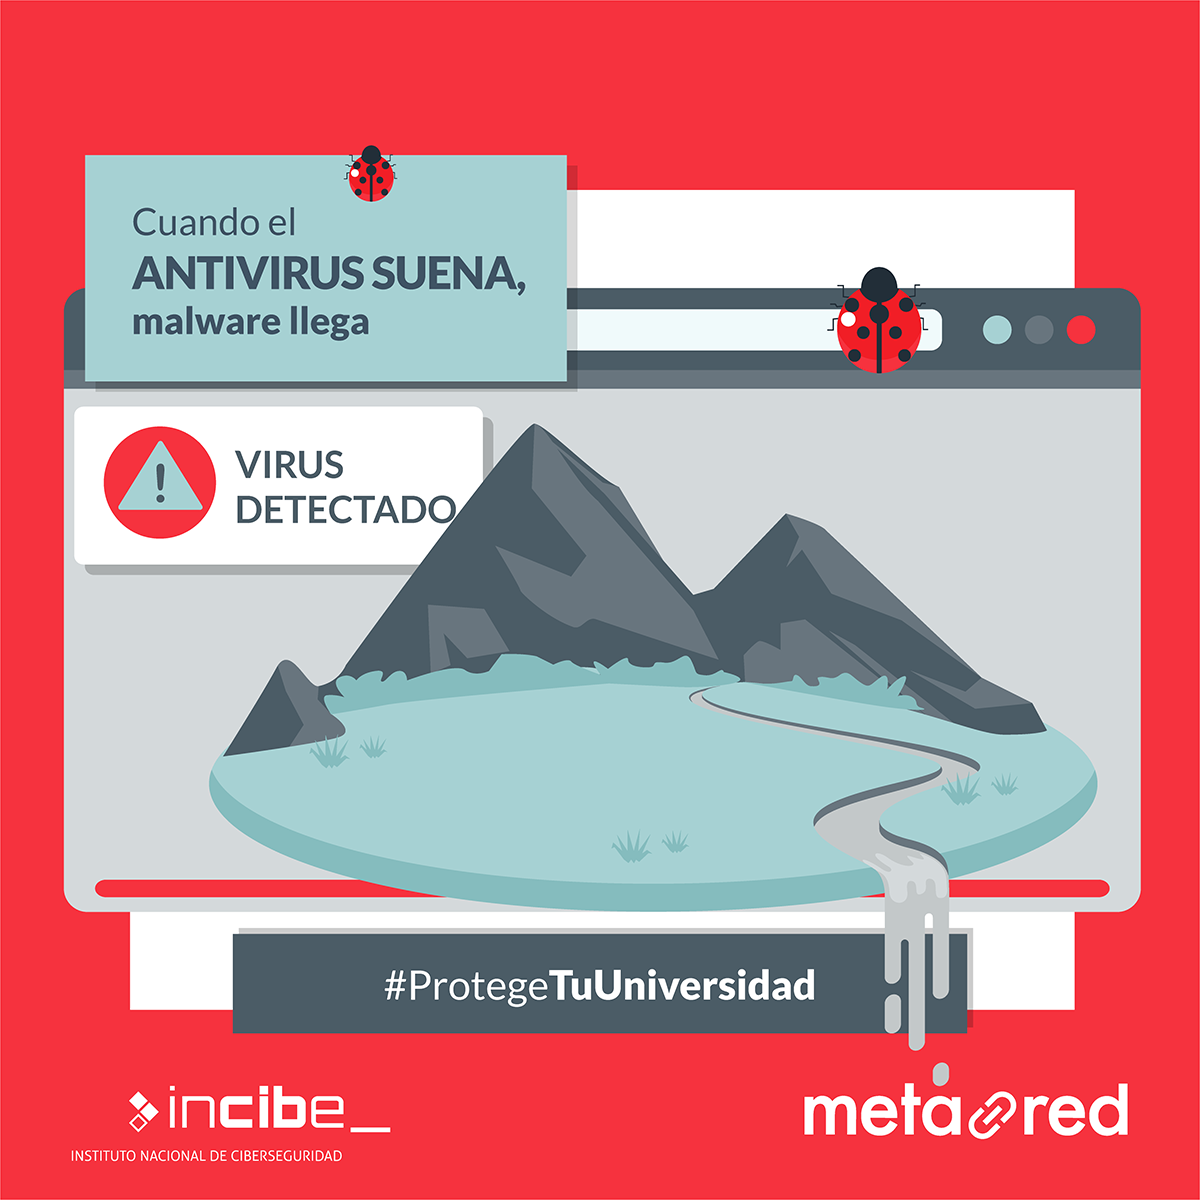 Cuando el
ANTIVIRUS SUENA,
malware llega
VIRUS
DETECTADO
#ProtegeTuUniversidad
incibe_
INSTITUTO NACIONAL DE CIBERSEGURIDAD
metared